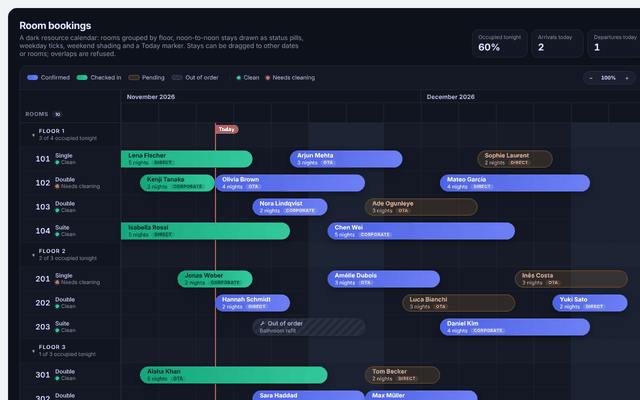 Room bookings
A dark resource calendar: rooms grouped by floor, noon-to-noon stays drawn as status pills,
weekday ticks, weekend shading and a Today marker. Stays can be dragged to other dates
or rooms; overlaps are refused.
Occupied tonight
60%
Arrivals today
2
Departures today
1
Confirmed
Checked in
Pending
Out of order
Clean
Needs cleaning
− 100% +
November 2026
December 2026
ROOMS 10
Today
FLOOR 1
3 of 4 occupied tonight
101 Single
Clean
Lena Fischer
5 nights DIRECT
Arjun Mehta
3 nights OTA
Sophie Laurent
2 nights DIRECT
102 Double
Needs cleaning
Kenji Tanaka
2 nights CORPORATE
Olivia Brown
4 nights OTA
Mateo García
4 nights DIRECT
103 Double
Clean
Nora Lindqvist
2 nights CORPORATE
Ade Ogunleye
3 nights OTA
104 Suite
Clean
Isabella Rossi
5 nights DIRECT
Chen Wei
5 nights CORPORATE
FLOOR 2
2 of 3 occupied tonight
201 Single
Needs cleaning
Jonas Weber
2 nights CORPORATE
Amélie Dubois
3 nights OTA
Inês Costa
3 nights OTA
202 Double
Clean
Hannah Schmidt
2 nights DIRECT
Luca Bianchi
3 nights OTA
Yuki Sato
2 nights DIRECT
203 Suite
Clean
Out of order
Bathroom refit
Daniel Kim
4 nights CORPORATE
FLOOR 3
1 of 3 occupied tonight
301 Single
Clean
Aisha Khan
5 nights OTA
Tom Becker
2 nights DIRECT
302 Double
Sara Haddad
Max Müller